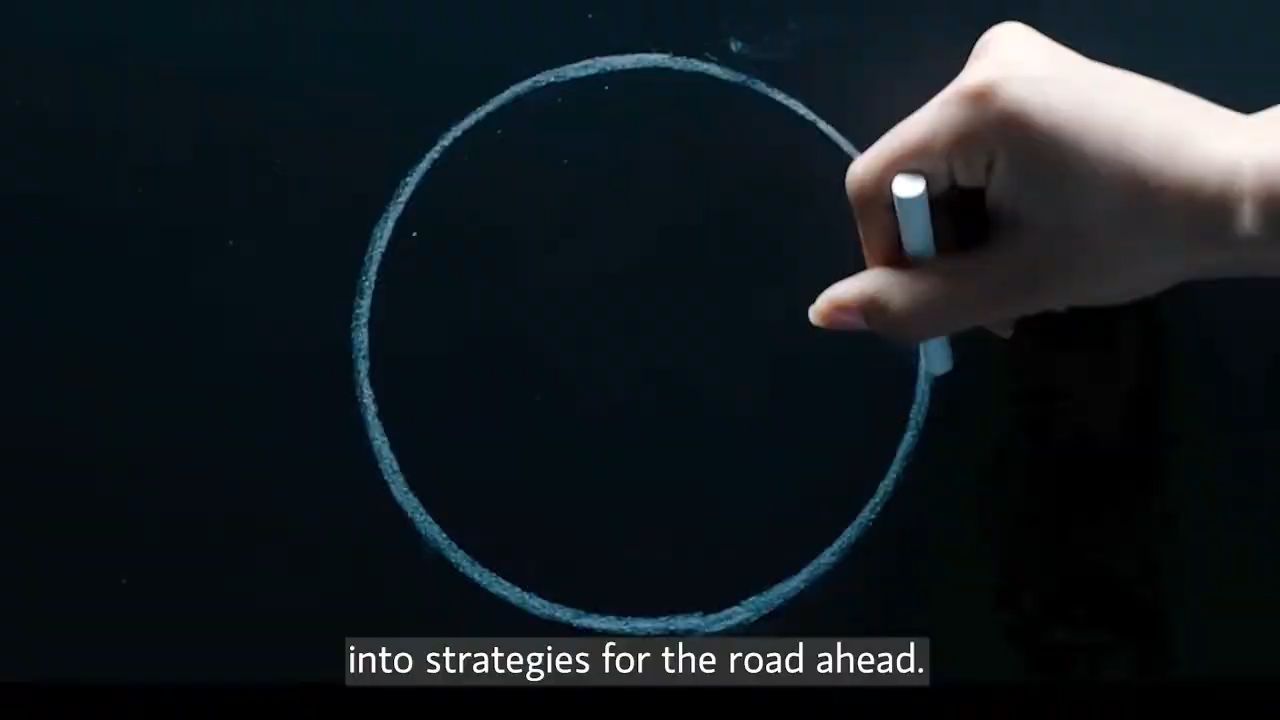 into strategies for the road ahead.